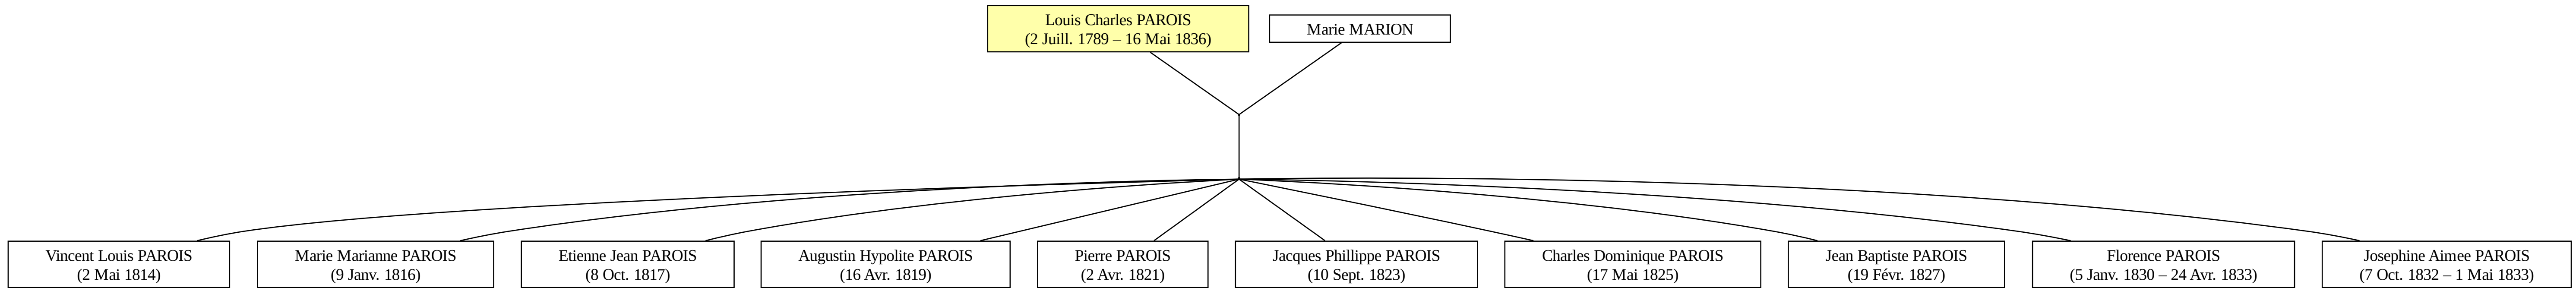 Louis Charles PAROIS
(2 Juill. 1789 – 16 Mai 1836)
Marie MARION
Vincent Louis PAROIS
(2 Mai 1814)
Marie Marianne PAROIS
(9 Janv. 1816)
Etienne Jean PAROIS
(8 Oct. 1817)
Augustin Hypolite PAROIS
(16 Avr. 1819)
Pierre PAROIS
(2 Avr. 1821)
Jacques Phillippe PAROIS
(10 Sept. 1823)
Charles Dominique PAROIS
(17 Mai 1825)
Jean Baptiste PAROIS
(19 Févr. 1827)
Florence PAROIS
(5 Janv. 1830 – 24 Avr. 1833)
Josephine Aimee PAROIS
(7 Oct. 1832 – 1 Mai 1833)